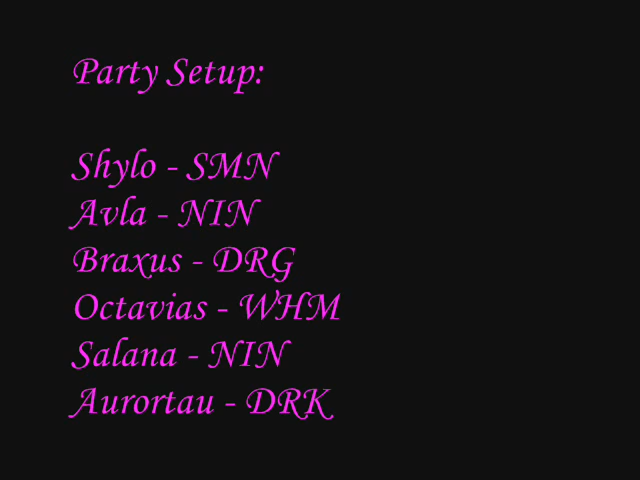 Party Setup:
Shylo - SMN
Avla - NIN
Braxus - DRG
Octavias - WHM
Salana - NIN
Aurortau - DRK